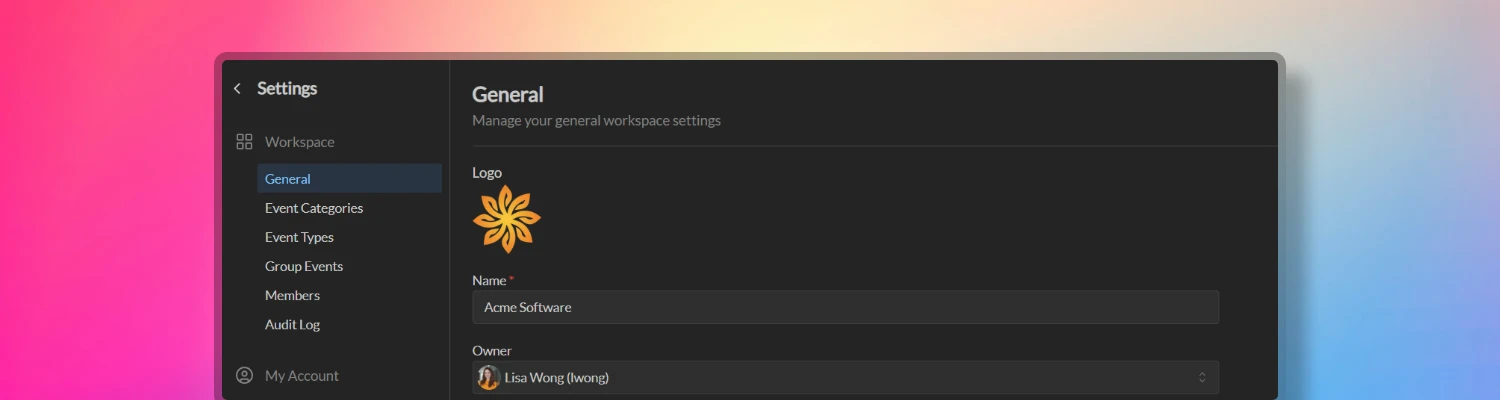 Settings
Workspace
General
Event Categories
Event Types
Group Events
Members
Audit Log
My Account
General
Manage your general workspace settings
Logo
Name *
Acme Software
Owner
Lisa Wong (lwong)